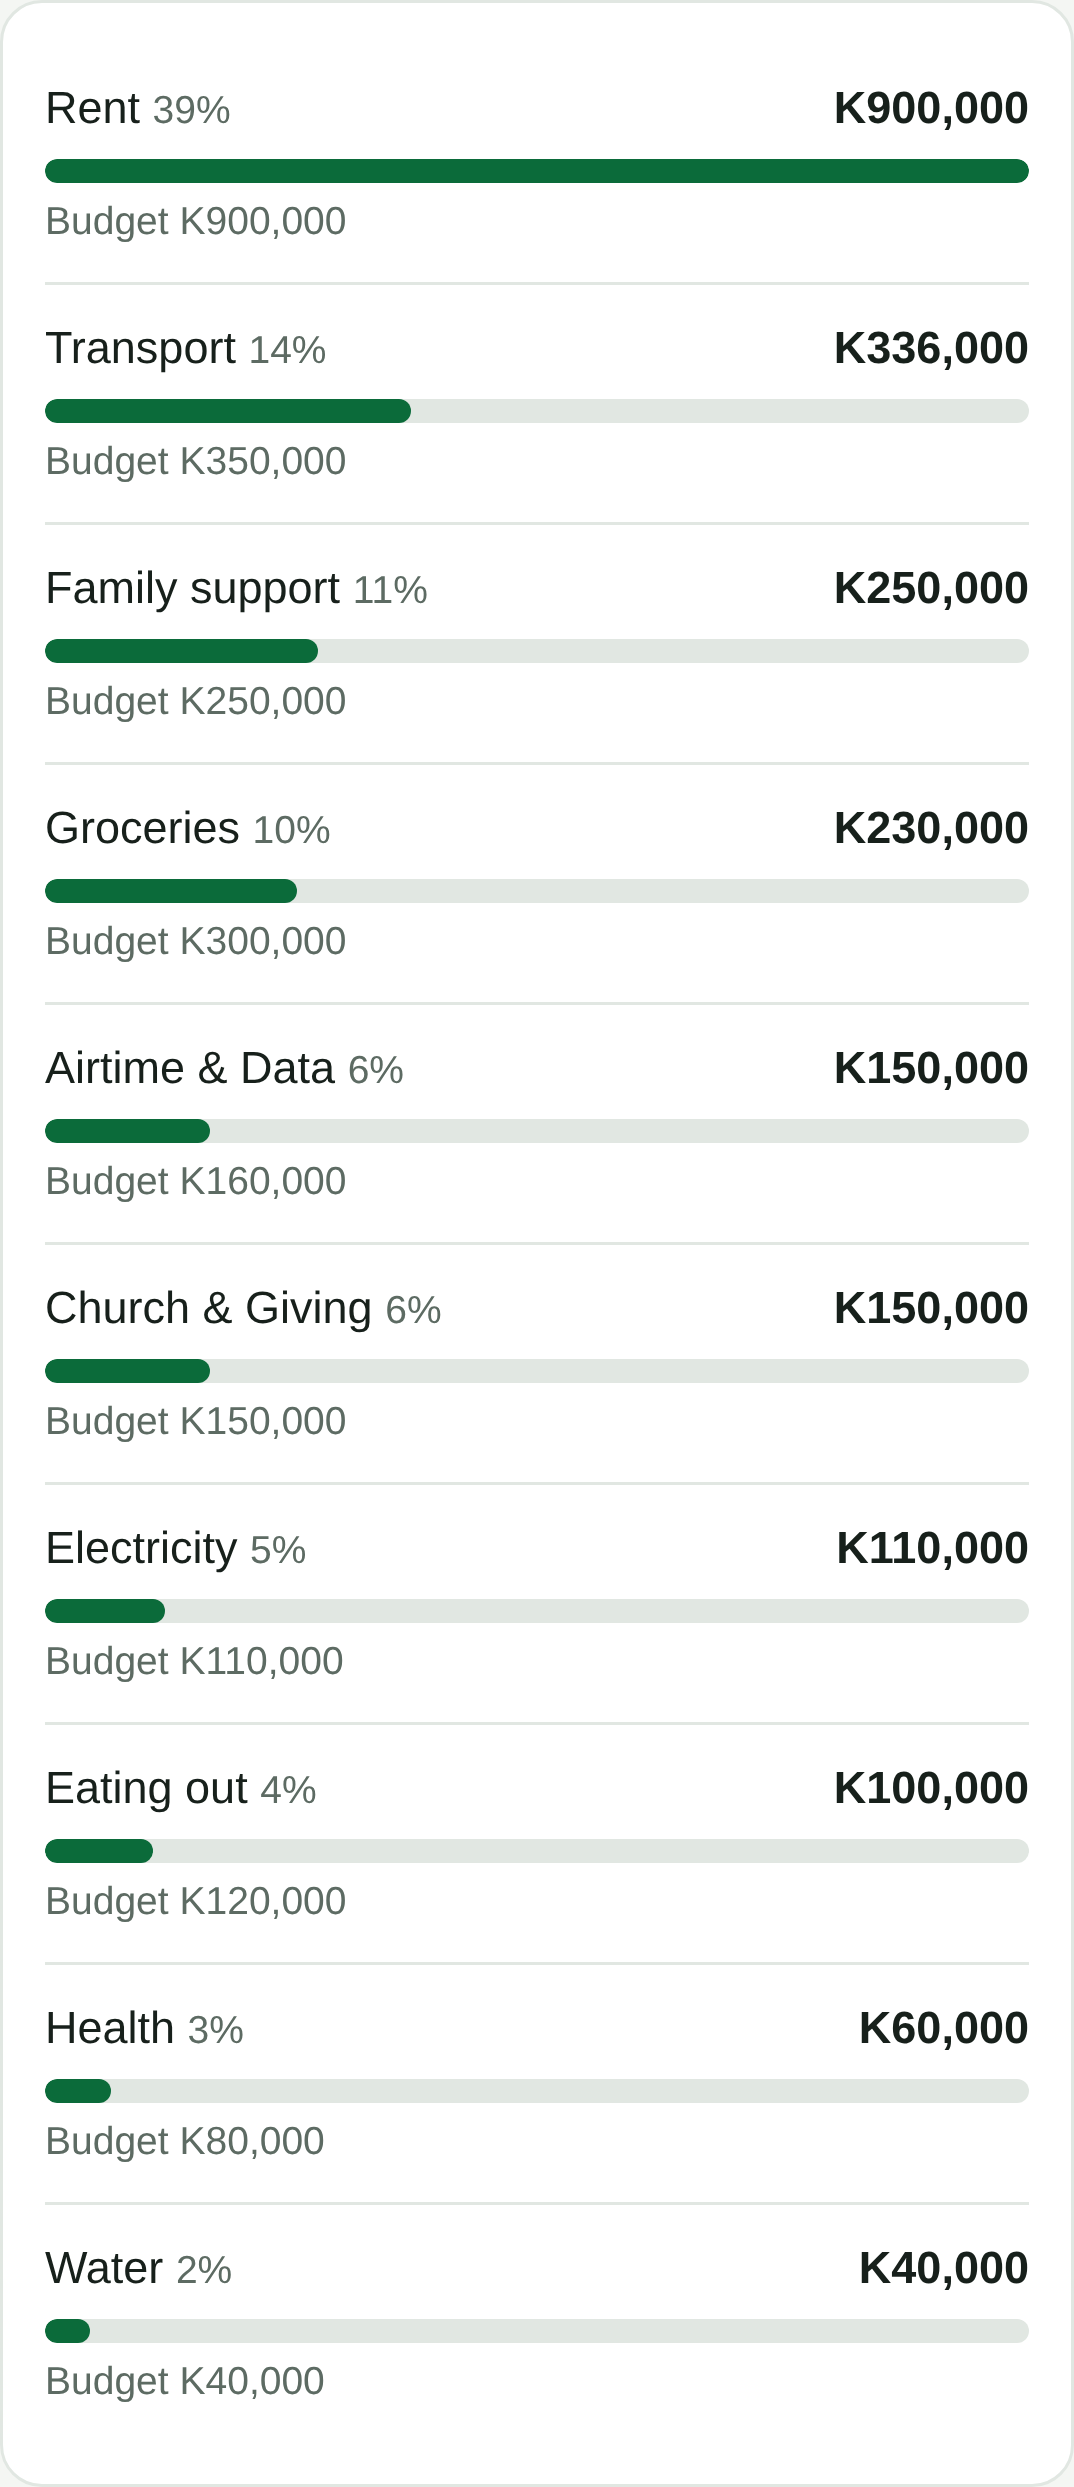 Rent 39% K900,000
Budget K900,000
Transport 14% K336,000
Budget K350,000
Family support 11% K250,000
Budget K250,000
Groceries 10% K230,000
Budget K300,000
Airtime & Data 6% K150,000
Budget K160,000
Church & Giving 6% K150,000
Budget K150,000
Electricity 5% K110,000
Budget K110,000
Eating out 4% K100,000
Budget K120,000
Health 3% K60,000
Budget K80,000
Water 2% K40,000
Budget K40,000